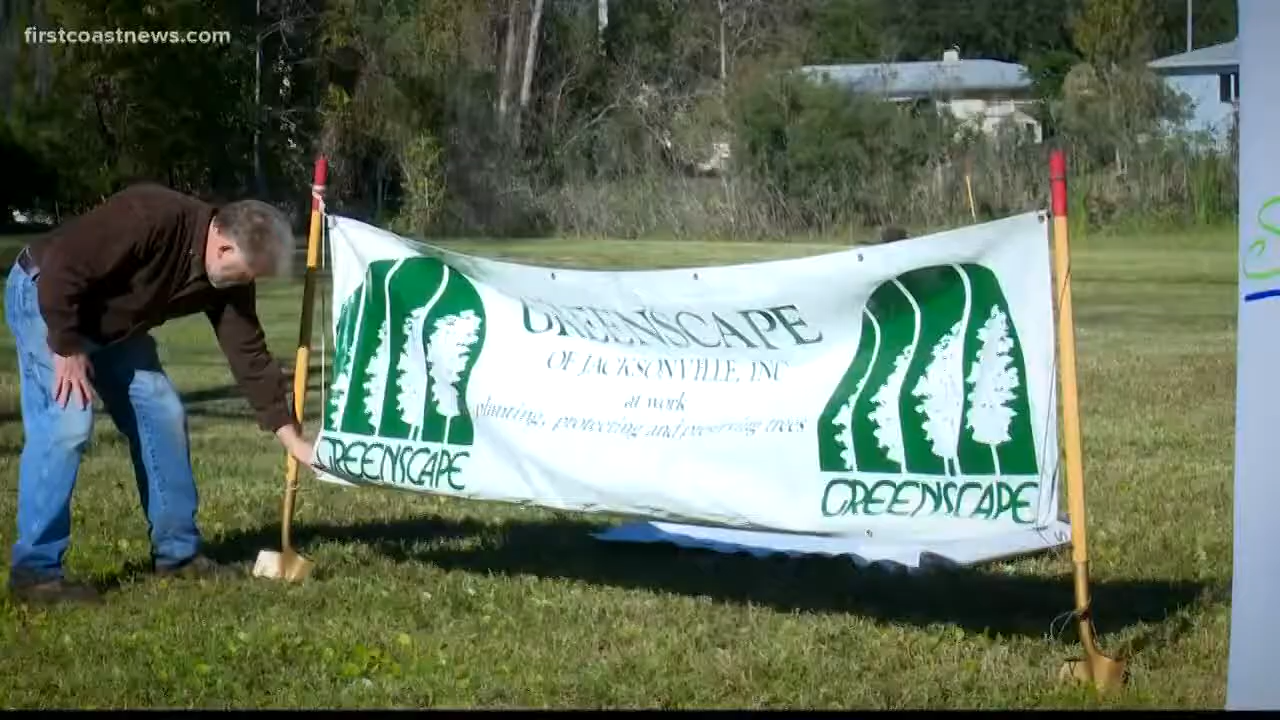 firstcoastnews.com
GREENSCAPE
OF JACKSONVILLE, INC
at work
planting, protecting and preserving trees
GREENSCAPE
GREENSCAPE